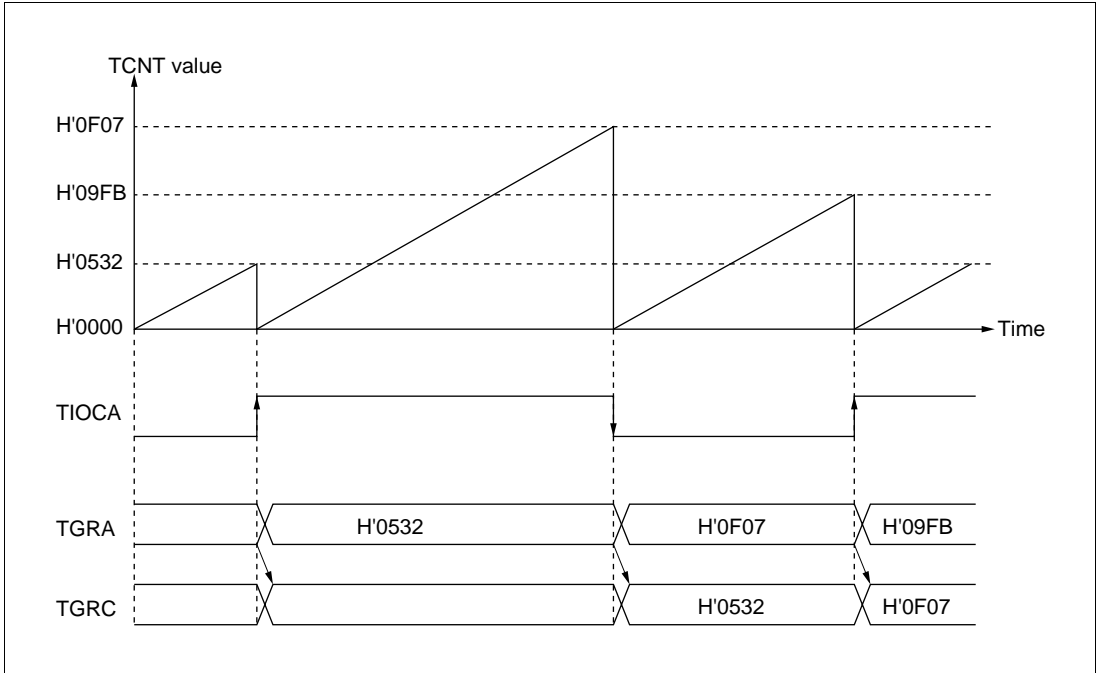 TCNT value
H'0F07
H'09FB
H'0532
H'0000
Time
TIOCA
TGRA H'0532 H'0F07 H'09FB
TGRC H'0532 H'0F07